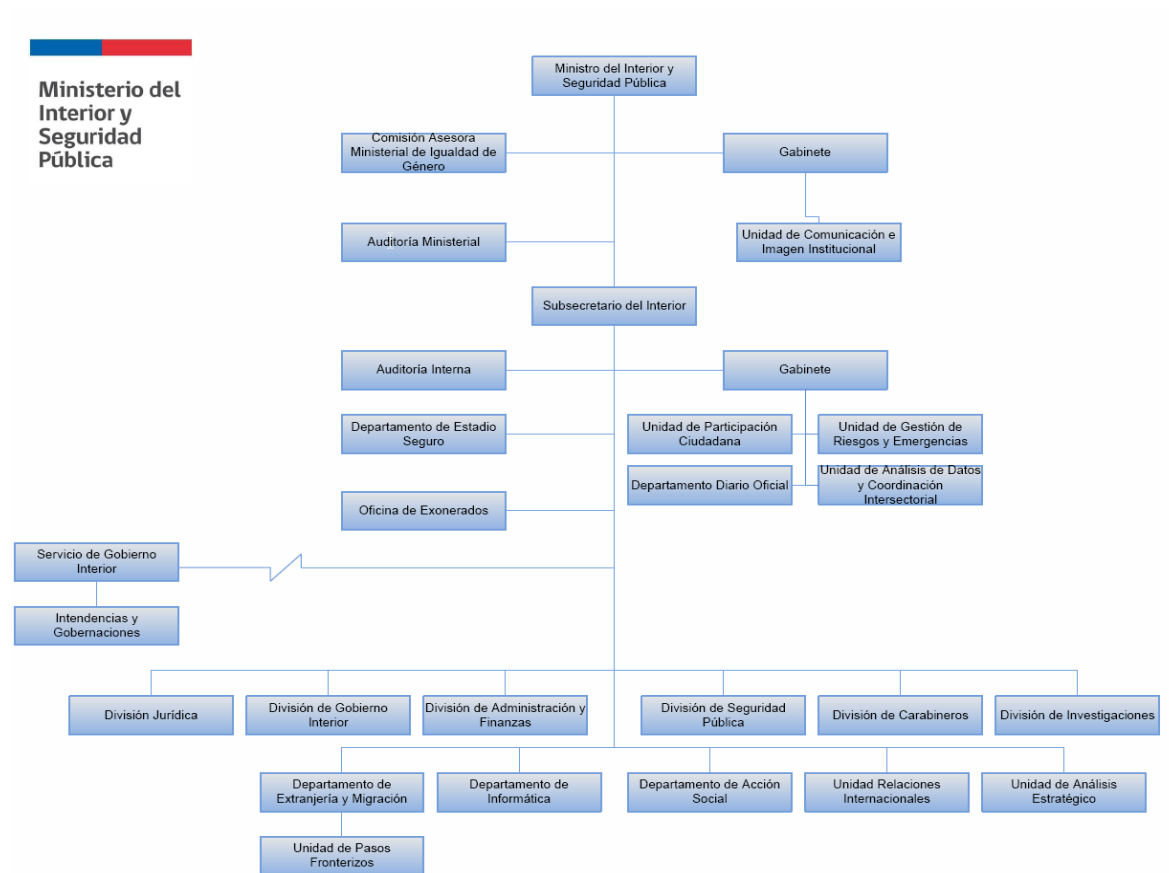 Ministerio del
Interior y
Seguridad
Pública
Ministro del Interior y
Seguridad Pública
Comisión Asesora
Ministerial de Igualdad de
Género
Gabinete
Auditoría Ministerial
Unidad de Comunicación e
Imagen Institucional
Subsecretario del Interior
Auditoría Interna
Gabinete
Departamento de Estadio
Seguro
Unidad de Participación
Ciudadana
Unidad de Gestión de
Riesgos y Emergencias
Departamento Diario Oficial
Unidad de Análisis de Datos
y Coordinación
Intersectorial
Oficina de Exonerados
Servicio de Gobierno
Interior
Intendencias y
Gobernaciones
División Jurídica
División de Gobierno
Interior
División de Administración y
Finanzas
División de Seguridad
Pública
División de Carabineros
División de Investigaciones
Departamento de
Extranjería y Migración
Departamento de
Informática
Departamento de Acción
Social
Unidad Relaciones
Internacionales
Unidad de Análisis
Estratégico
Unidad de Pasos
Fronterizos